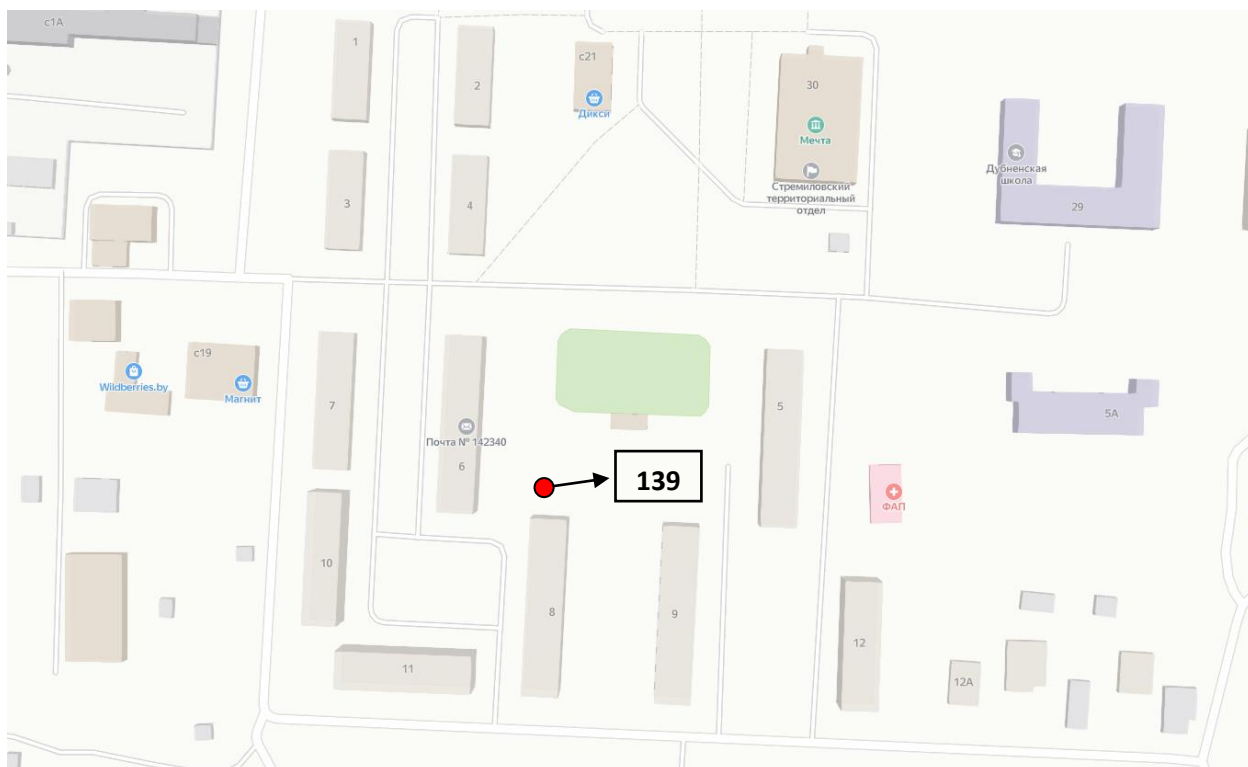 с1А
1
2
с21
Дикси
30
Мечта
Стремиловский
территориальный
отдел
Дубненская
школа
29
3
4
с19
Wildberries.by
Магнит
7
Почта № 142340
6
5
5А
139
ФАП
10
8
9
11
12
12А